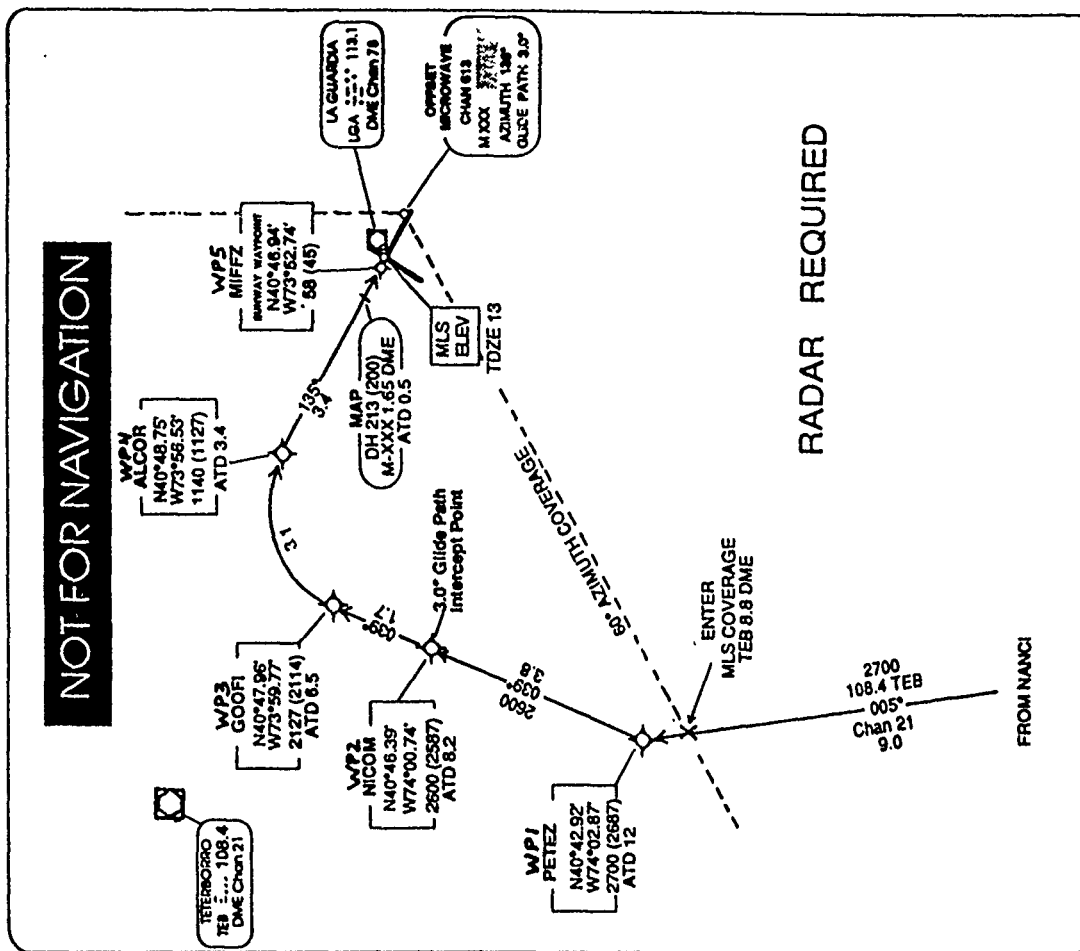 NOT FOR NAVIGATION
LA GUARDIA
LGA 113.1
DME Chan 78
OFFSET
MICROWAVE
CHAN 613
M XXX
AZIMUTH 136°
GLIDE PATH 3.0°
WP5
MIFFZ
RUNWAY WAYPOINT
N40°46.94'
W73°52.74'
58 (45)
MLS
ELEV
TDZE 13
WP4
ALCOR
N40°48.75'
W73°56.53'
1140 (1127)
ATD 3.4
135°
3.4
MAP
DH 213 (200)
M-XXX 1.65 DME
ATD 0.5
3.1
WP3
GOOFI
N40°47.96'
W73°59.77'
2127 (2114)
ATD 6.5
039°
1.7
3.0° Glide Path
Intercept Point
WP2
NICOM
N40°46.39'
W74°00.74'
2600 (2587)
ATD 8.2
2600
039°
3.8
TETERBORRO
TEB 108.4
DME Chan 21
WP1
PETEZ
N40°42.92'
W74°02.87'
2700 (2687)
ATD 12
60° AZIMUTH COVERAGE
ENTER
MLS COVERAGE
TEB 8.8 DME
2700
108.4 TEB
005°
Chan 21
9.0
FROM NANCI
RADAR REQUIRED